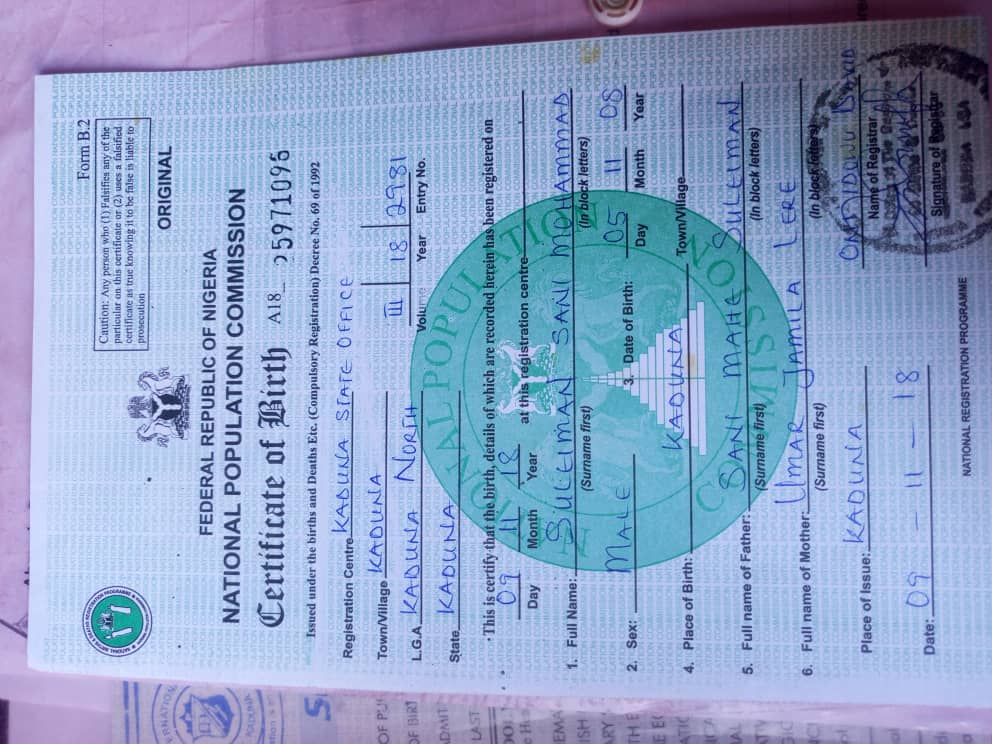 Form B.2
Caution: Any person who (1) Falsifies any of the
particular on this certificate or (2) uses a falsified
certificate as true knowing it to be false is liable to
prosecution
ORIGINAL
FEDERAL REPUBLIC OF NIGERIA
NATIONAL POPULATION COMMISSION
Certificate of Birth A18_ 25971096
Issued under the births and Deaths Etc. (Compulsory Registration) Decree No. 69 of 1992
Registration Centre KADUNA STATE OFFICE
Town/Village KADUNA III 18 2981
L.G.A. KADUNA NORTH Volume Year Entry No.
State KADUNA
This is certify that the birth, details of which are recorded herein has been registered on
09 11 18 at this registration centre
Day Month Year
1. Full Name: SULEIMAN SANI MOHAMMAD
(Surname first) (In block letters)
2. Sex: MALE 3. Date of Birth: 05 11 08
Day Month Year
4. Place of Birth: KADUNA Town/Village
5. Full name of Father: SANI MAHE SULEIMAN
(Surname first) (In block letters)
6. Full name of Mother: UMAR JAMILA LERE
(Surname first) (In block letters)
Place of Issue: KADUNA DAVID
Name of Registrar
Date: 09 - 11 - 18
Signature of Registrar
NATIONAL REGISTRATION PROGRAMME
NATIONAL POPULATION COMMISSION